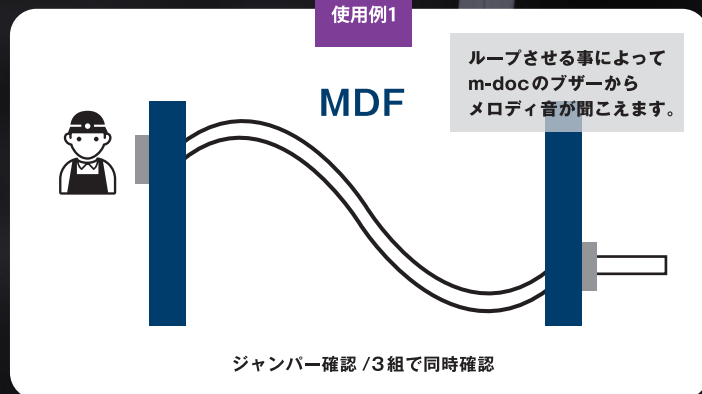 使用例1
ループさせる事によって
m-docのブザーから
メロディ音が聞こえます。
MDF
ジャンパー確認 /3組で同時確認